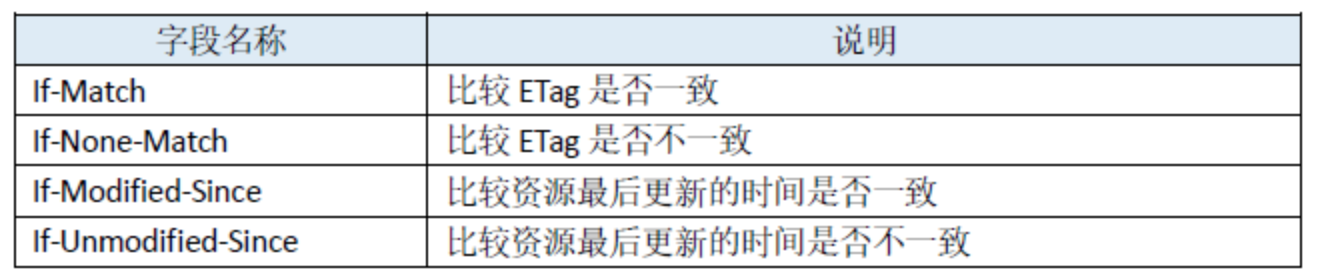 字段名称 说明
If-Match 比较 ETag 是否一致
If-None-Match 比较 ETag 是否不一致
If-Modified-Since 比较资源最后更新的时间是否一致
If-Unmodified-Since 比较资源最后更新的时间是否不一致